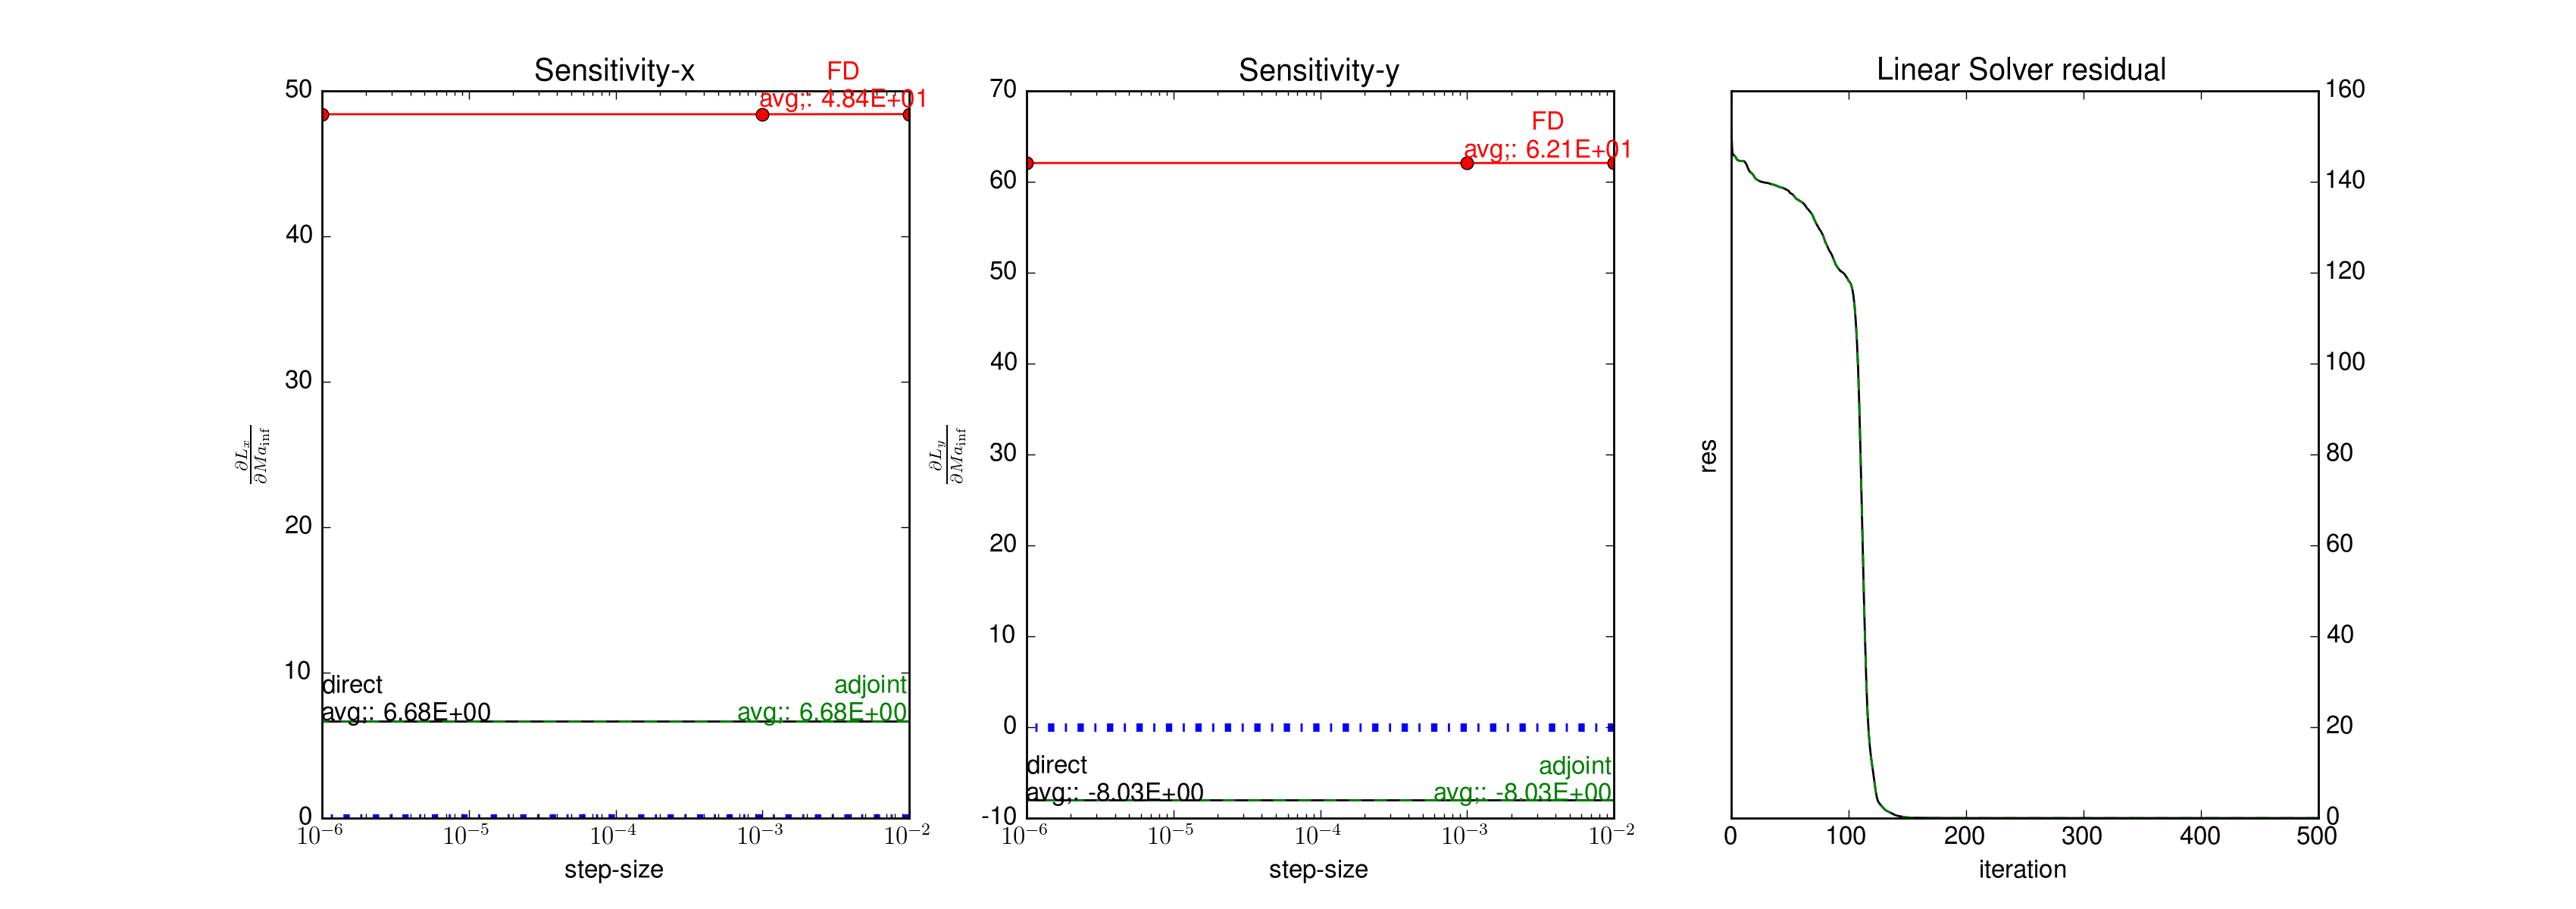 Sensitivity-x
FD
avg;: 4.84E+01
50
40
30
20
10
0
∂L_x
∂Ma_inf
direct
avg;: 6.68E+00
adjoint
avg;: 6.68E+00
10^-6
10^-5
10^-4
10^-3
10^-2
step-size
Sensitivity-y
FD
avg;: 6.21E+01
70
60
50
40
30
20
10
0
-10
∂L_y
∂Ma_inf
direct
avg;: -8.03E+00
adjoint
avg;: -8.03E+00
10^-6
10^-5
10^-4
10^-3
10^-2
step-size
Linear Solver residual
res
160
140
120
100
80
60
40
20
0
0
100
200
300
400
500
iteration